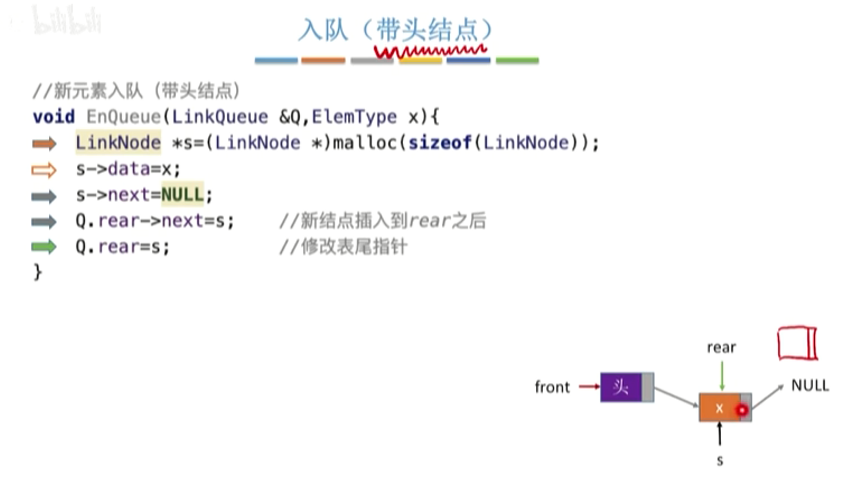 bilibili
入队（带头结点）
//新元素入队（带头结点）
void EnQueue(LinkQueue &Q,ElemType x){
LinkNode *s=(LinkNode *)malloc(sizeof(LinkNode));
s->data=x;
s->next=NULL;
Q.rear->next=s; //新结点插入到rear之后
Q.rear=s; //修改表尾指针
}
rear
front
头
NULL
x
s